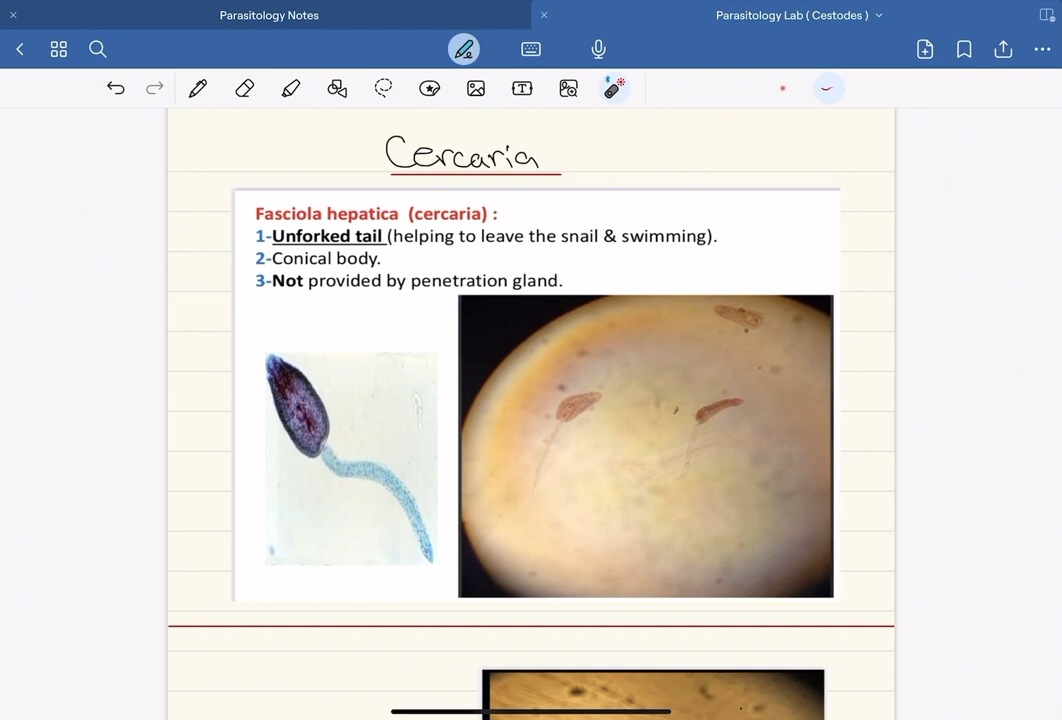 Parasitology Notes
Parasitology Lab ( Cestodes )
Cercaria
Fasciola hepatica (cercaria) :
1-Unforked tail (helping to leave the snail & swimming).
2-Conical body.
3-Not provided by penetration gland.